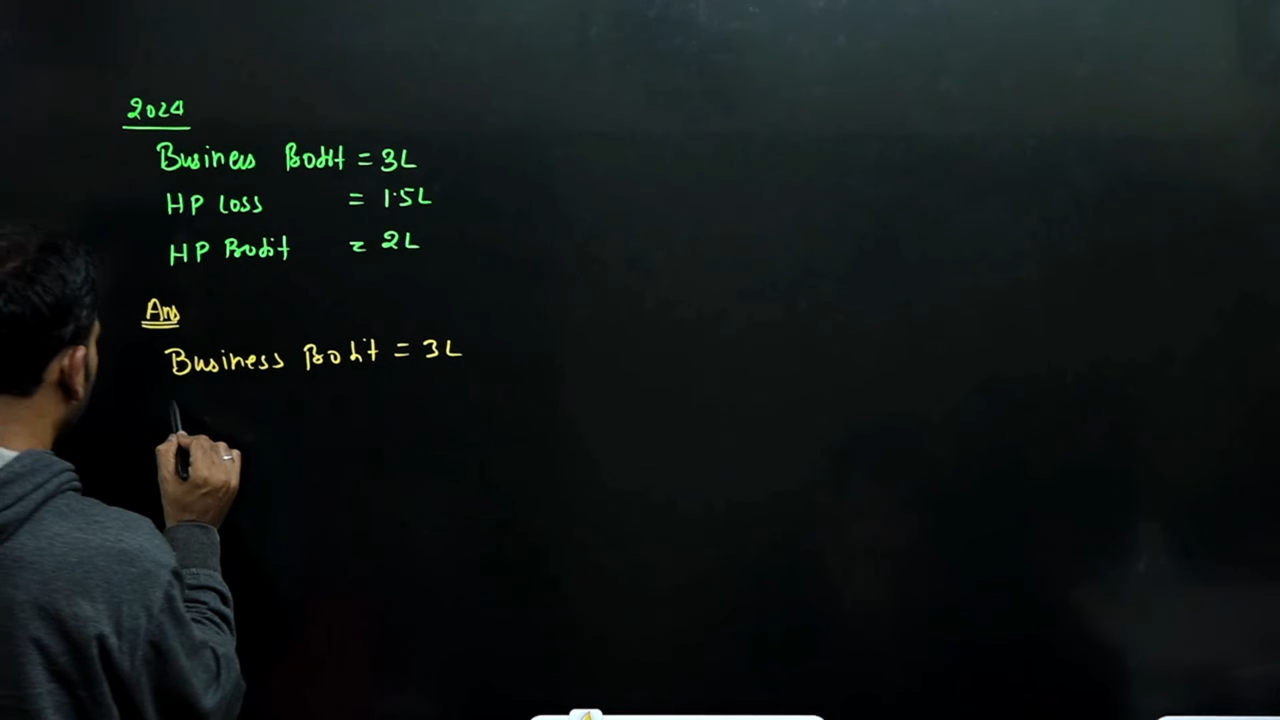 2024
Business Profit = 3L
HP Loss = 1.5L
HP Profit = 2L
Ans
Business Profit = 3L